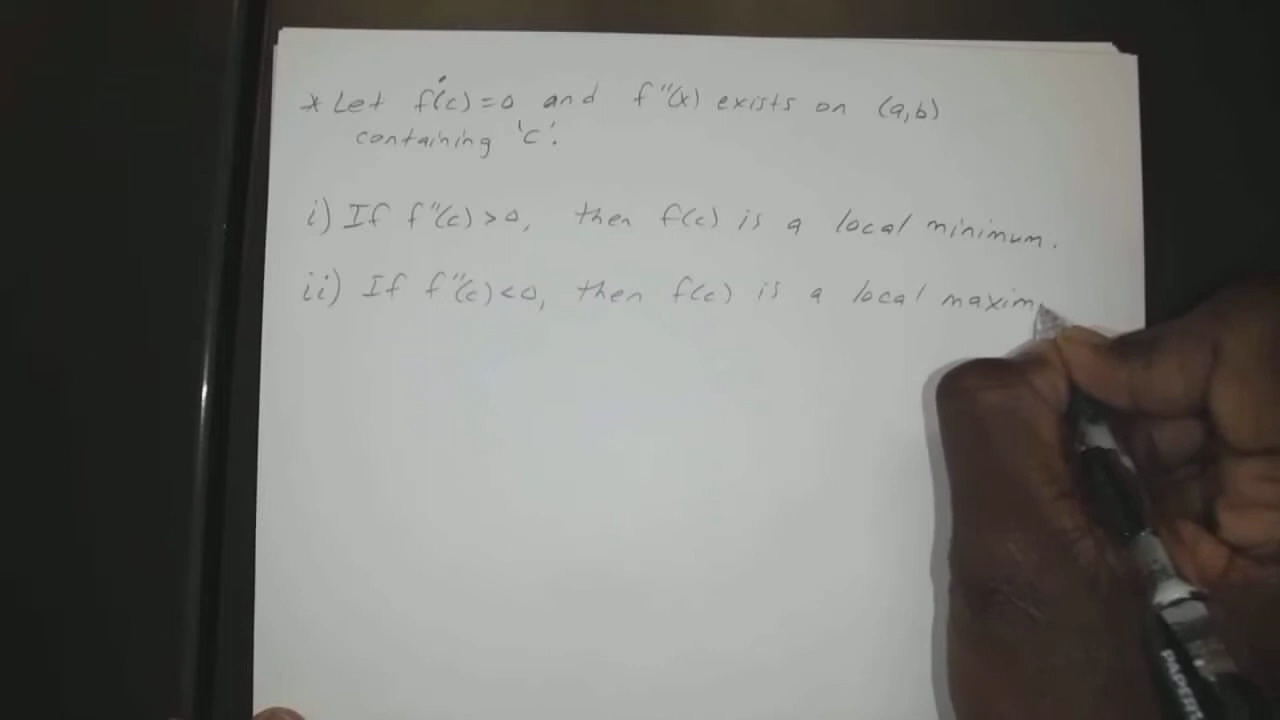 * Let f'(c) = 0 and f"(x) exists on (a,b)
containing 'c'.
i) If f"(c) > 0, then f(c) is a local minimum.
ii) If f"(c) < 0, then f(c) is a local maxim
PAPER